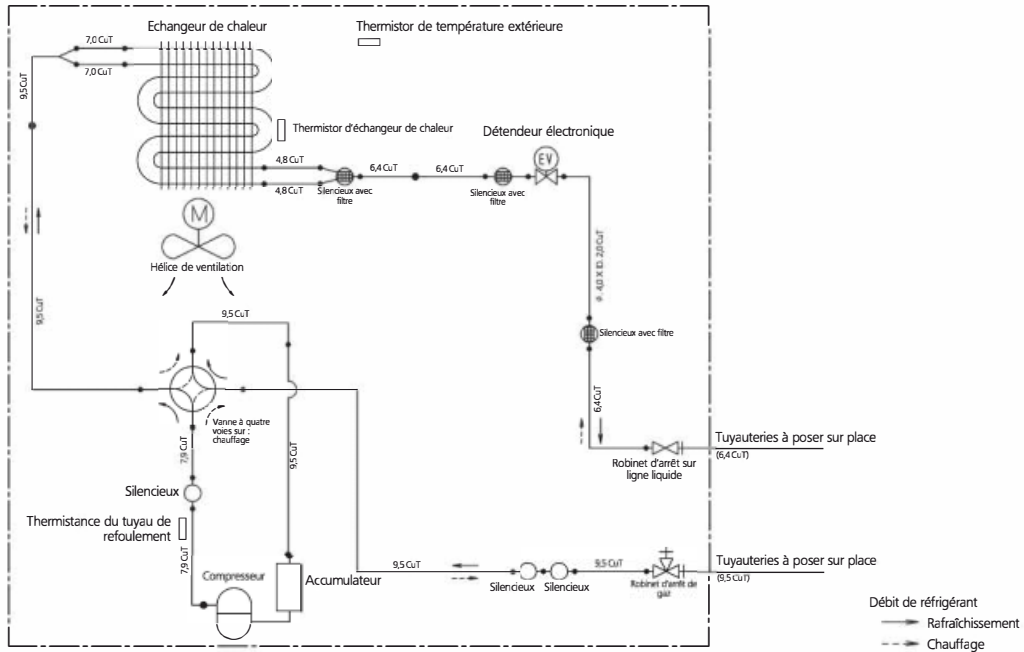 Echangeur de chaleur
Thermistor de température extérieure
7,0 CuT
7,0 CuT
9,5 CuT
Thermistor d'échangeur de chaleur
Détendeur électronique
EV
4,8 CuT
6,4 CuT
6,4 CuT
4,8 CuT
Silencieux avec
filtre
Silencieux avec
filtre
M
Hélice de ventilation
9,5 CuT
9,5 CuT
Silencieux avec filtre
6,4 CuT
Vanne à quatre
voies sur :
chauffage
7,9 CuT
9,5 CuT
Tuyauteries à poser sur place
(6,4 CuT)
Robinet d'arrêt sur
ligne liquide
Silencieux
Thermistance du tuyau de
refoulement
7,9 CuT
Compresseur
Accumulateur
9,5 CuT
9,5 CuT
Tuyauteries à poser sur place
(9,5 CuT)
Silencieux
Silencieux
Robinet d'arrêt de
gaz
Débit de réfrigérant
Rafraîchissement
Chauffage